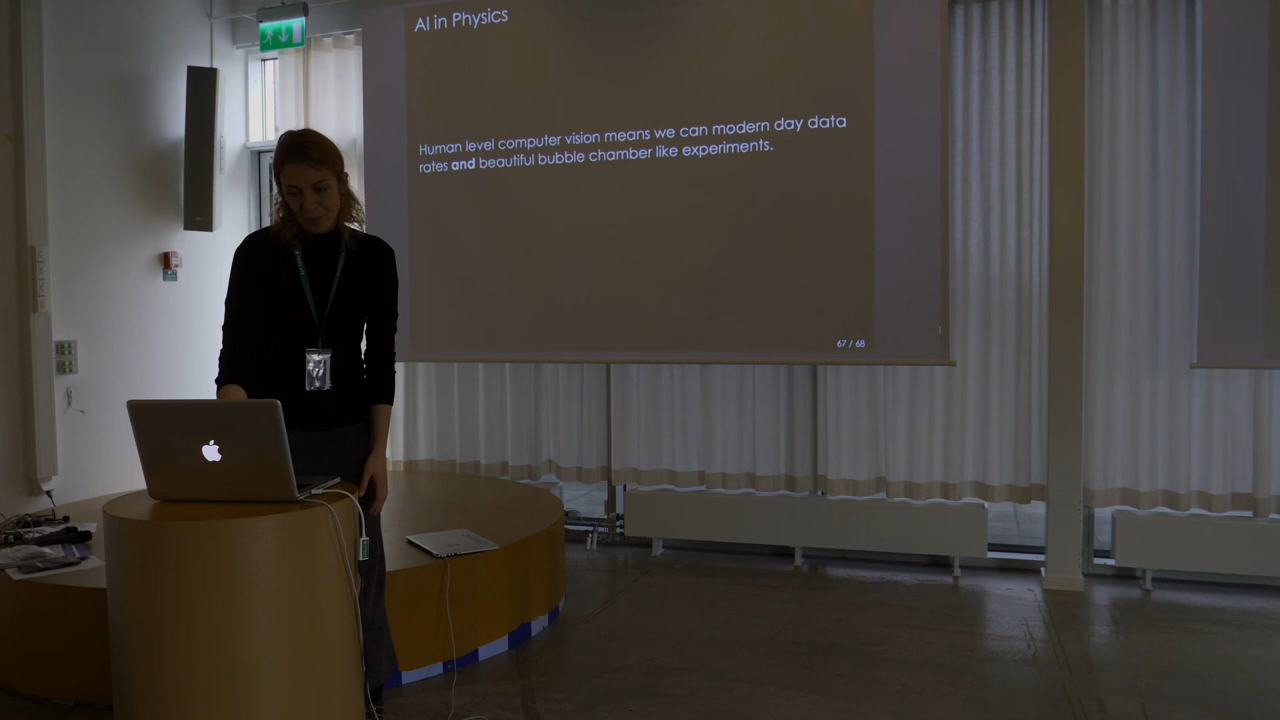 AI in Physics
Human level computer vision means we can modern day data
rates and beautiful bubble chamber like experiments.
67 / 68